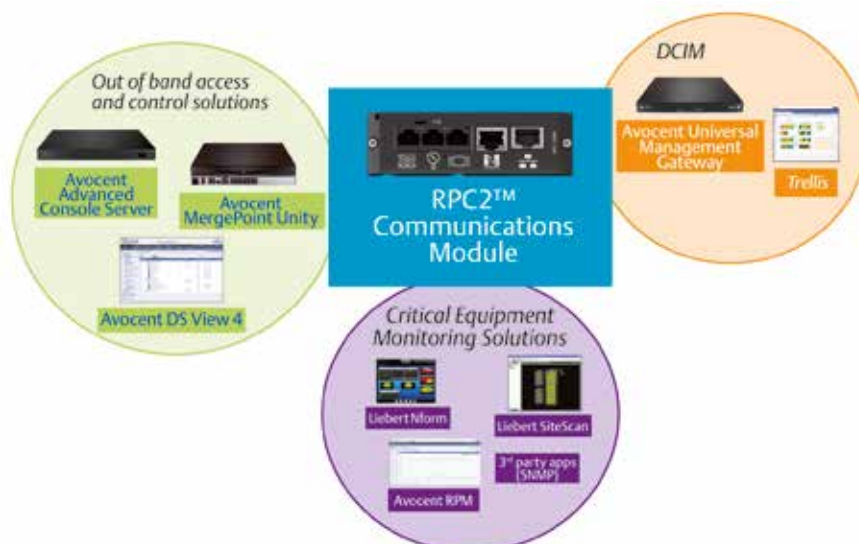 Out of band access
and control solutions
Avocent
Advanced
Console Server
Avocent
MergePoint Unity
Avocent DS View 4
RPC2™
Communications
Module
DCIM
Avocent Universal
Management
Gateway
Trellis
Critical Equipment
Monitoring Solutions
Liebert Nform
Liebert SiteScan
Avocent RPM
3rd party apps
(SNMP)